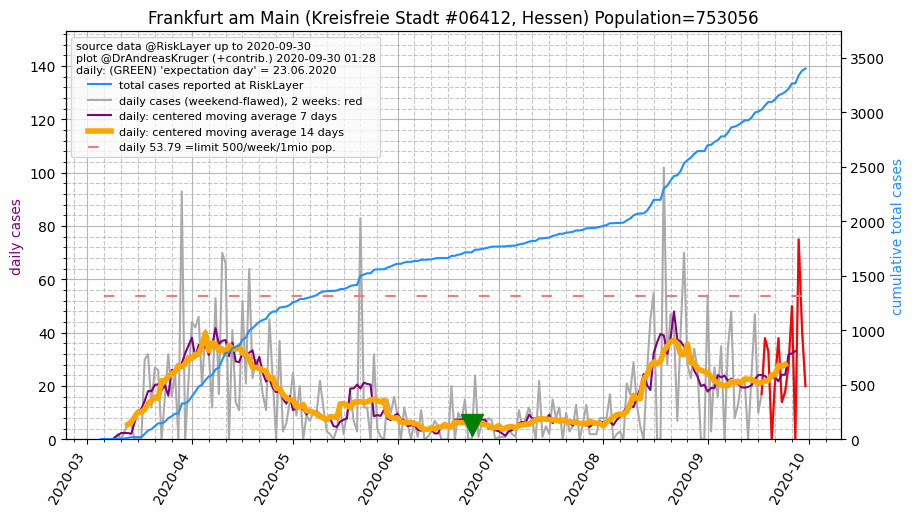 Frankfurt am Main (Kreisfreie Stadt #06412, Hessen) Population=753056
source data @RiskLayer up to 2020-09-30
plot @DrAndreasKruger (+contrib.) 2020-09-30 01:28
daily: (GREEN) 'expectation day' = 23.06.2020
total cases reported at RiskLayer
daily cases (weekend-flawed), 2 weeks: red
daily: centered moving average 7 days
daily: centered moving average 14 days
daily 53.79 =limit 500/week/1mio pop.
daily cases
140
120
100
80
60
40
20
0
cumulative total cases
3500
3000
2500
2000
1500
1000
500
0
2020-03
2020-04
2020-05
2020-06
2020-07
2020-08
2020-09
2020-10